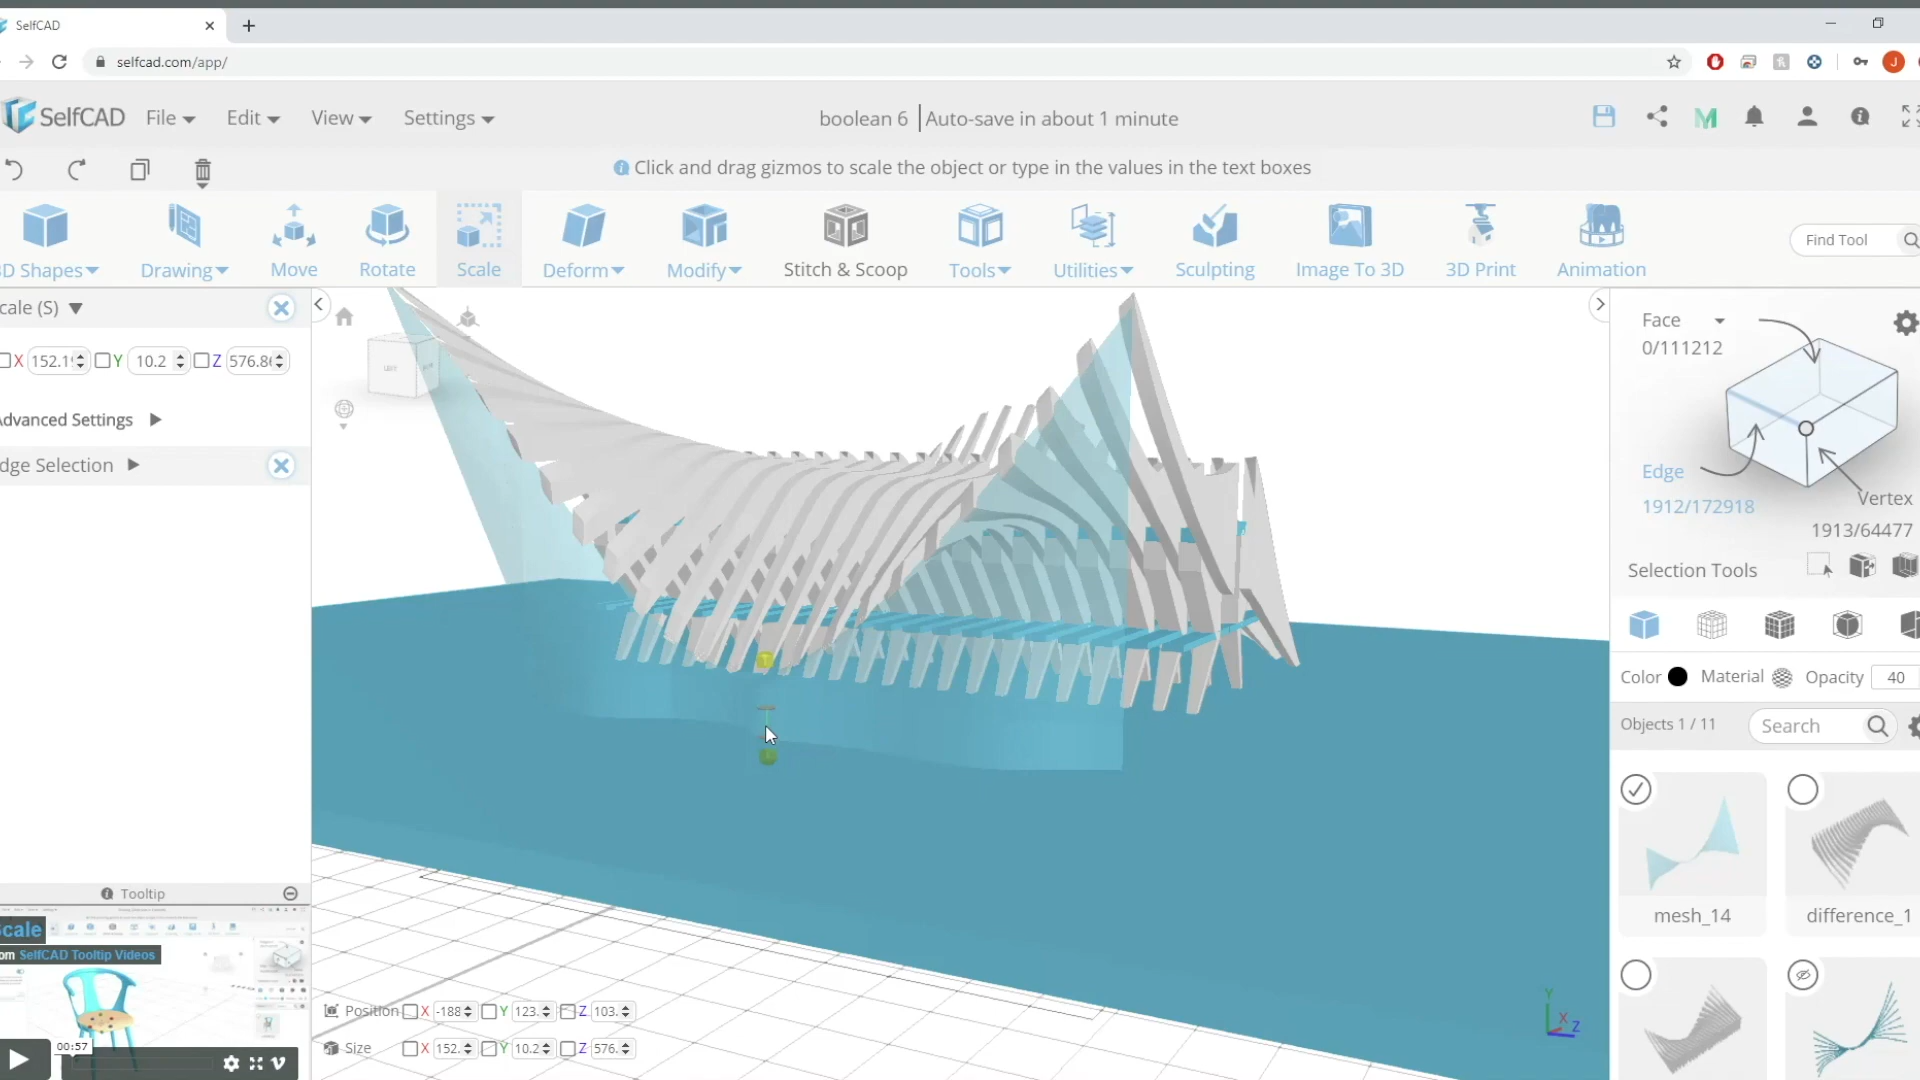 SelfCAD
selfcad.com/app/
J
SelfCAD File Edit View Settings
boolean 6 Auto-save in about 1 minute
Click and drag gizmos to scale the object or type in the values in the text boxes
D Shapes Drawing Move Rotate Scale Deform Modify Stitch & Scoop Tools Utilities Sculpting Image To 3D 3D Print Animation
Find Tool
cale (S)
X 152.1 Y 10.2 Z 576.8
Advanced Settings
dge Selection
LEFT
Face
0/111212
Edge
1912/172918
Vertex
1913/64477
Selection Tools
Color Material Opacity 40
Objects 1 / 11 Search
mesh_14 difference_1
Tooltip
cale
om SelfCAD Tooltip Videos
00:57
Position X -188 Y 123. Z 103.
Size X 152. Y 10.2 Z 576.
Y
X
Z